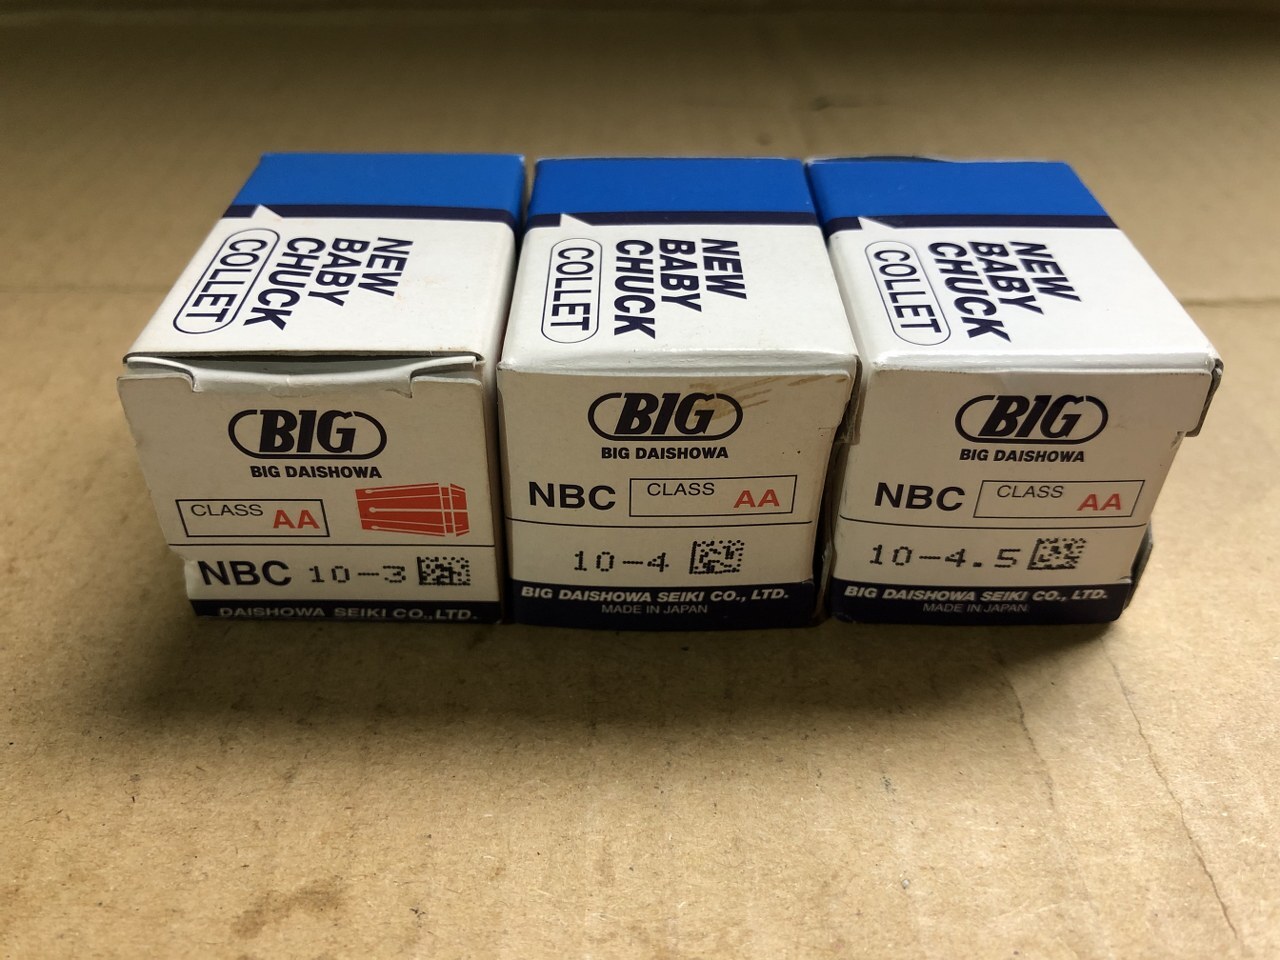 NEW
BABY
CHUCK
COLLET
BIG
BIG DAISHOWA
CLASS AA
NBC 10-3
DAISHOWA SEIKI CO.,LTD.
NEW
BABY
CHUCK
COLLET
BIG
BIG DAISHOWA
NBC CLASS AA
10-4
BIG DAISHOWA SEIKI CO., LTD.
MADE IN JAPAN
NEW
BABY
CHUCK
COLLET
BIG
BIG DAISHOWA
NBC CLASS AA
10-4.5
BIG DAISHOWA SEIKI CO., LTD.
MADE IN JAPAN